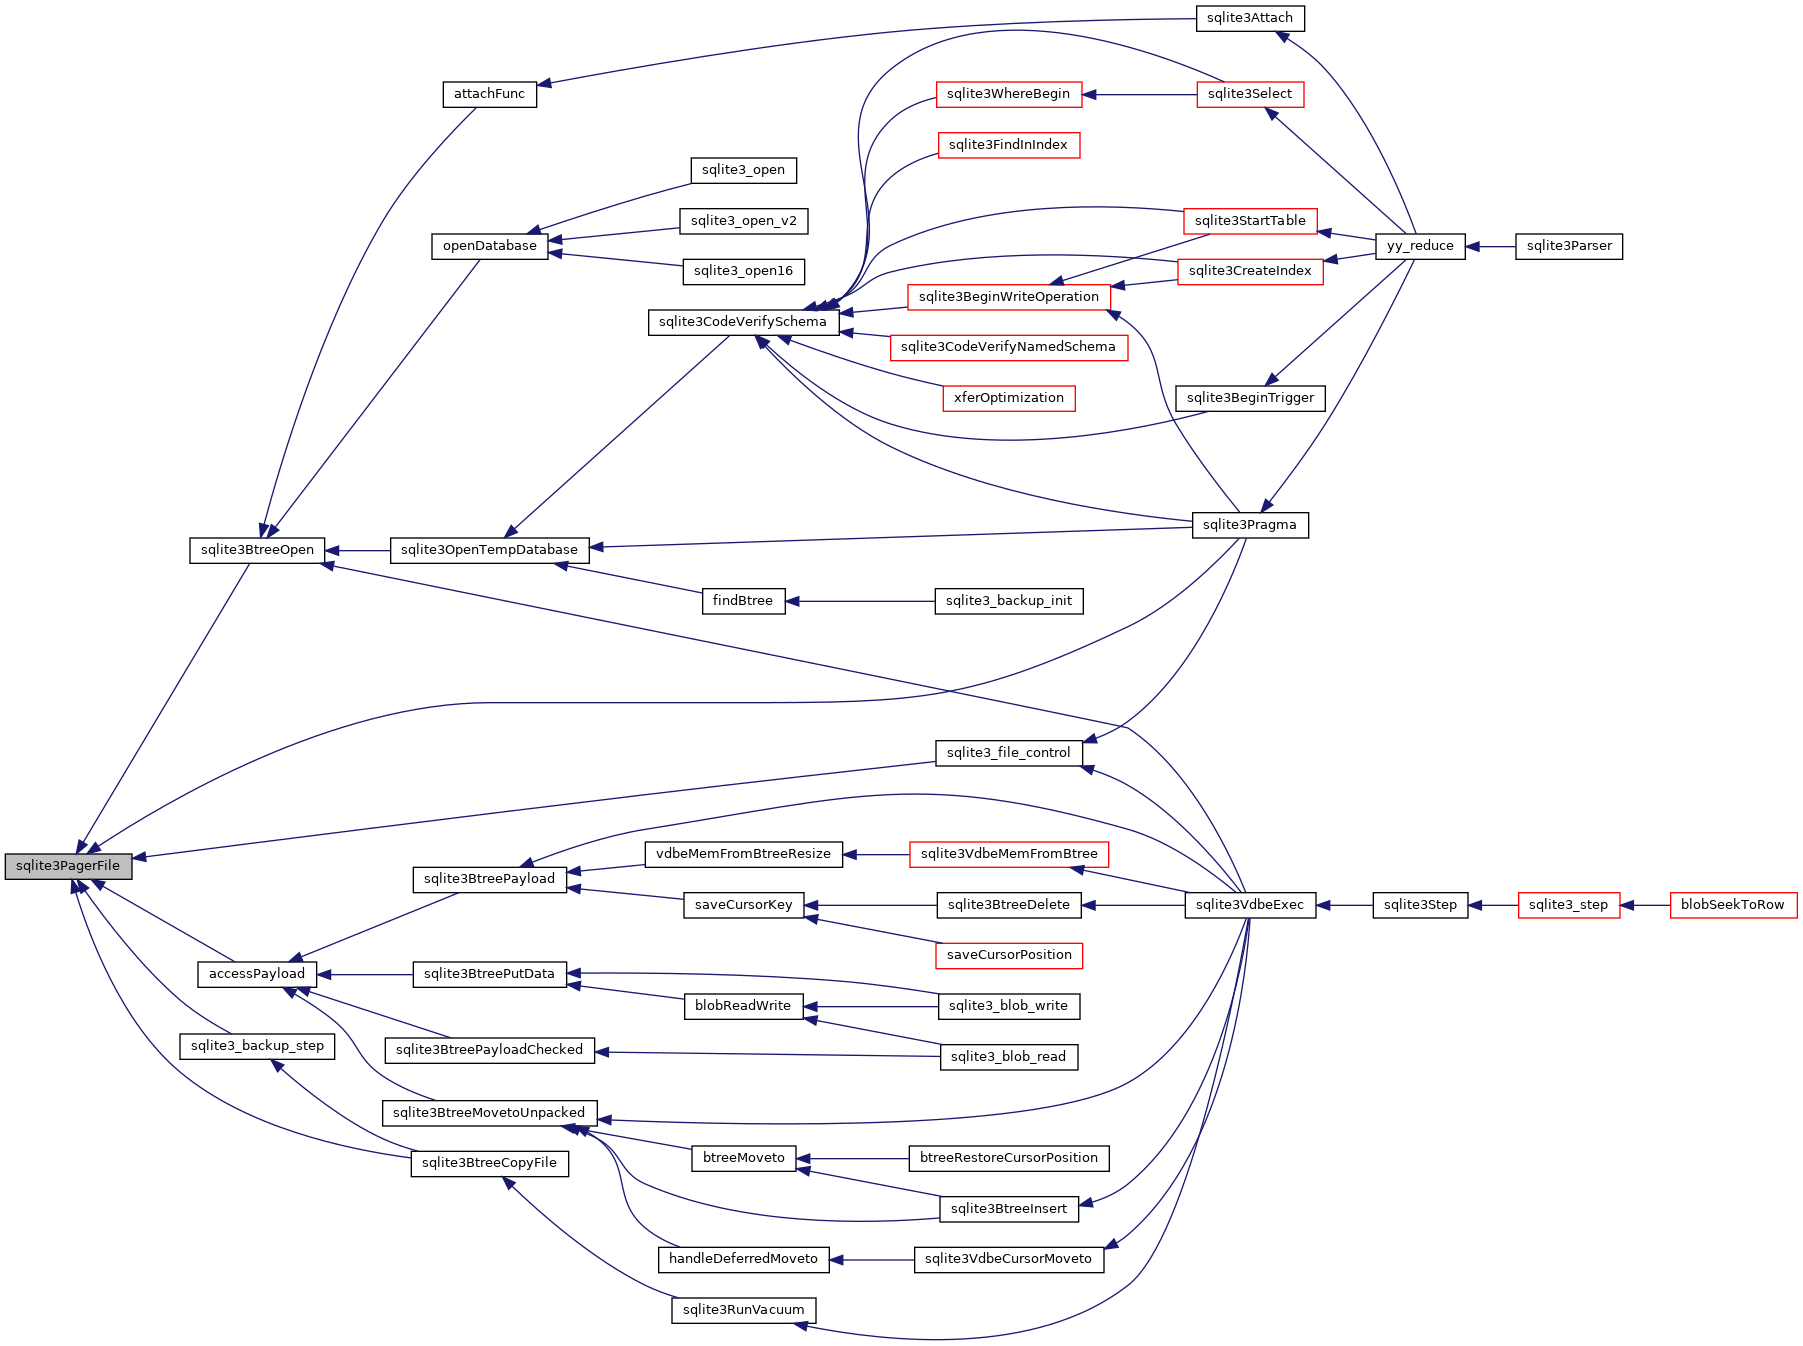 sqlite3Attach
attachFunc
sqlite3WhereBegin
sqlite3Select
sqlite3FindInIndex
sqlite3_open
sqlite3_open_v2
sqlite3StartTable
openDatabase
yy_reduce
sqlite3Parser
sqlite3_open16
sqlite3CreateIndex
sqlite3BeginWriteOperation
sqlite3CodeVerifySchema
sqlite3CodeVerifyNamedSchema
xferOptimization
sqlite3BeginTrigger
sqlite3Pragma
sqlite3BtreeOpen
sqlite3OpenTempDatabase
findBtree
sqlite3_backup_init
sqlite3_file_control
sqlite3PagerFile
vdbeMemFromBtreeResize
sqlite3VdbeMemFromBtree
sqlite3BtreePayload
saveCursorKey
sqlite3BtreeDelete
sqlite3VdbeExec
sqlite3Step
sqlite3_step
blobSeekToRow
saveCursorPosition
accessPayload
sqlite3BtreePutData
blobReadWrite
sqlite3_blob_write
sqlite3_backup_step
sqlite3BtreePayloadChecked
sqlite3_blob_read
sqlite3BtreeMovetoUnpacked
btreeMoveto
btreeRestoreCursorPosition
sqlite3BtreeCopyFile
sqlite3BtreeInsert
handleDeferredMoveto
sqlite3VdbeCursorMoveto
sqlite3RunVacuum